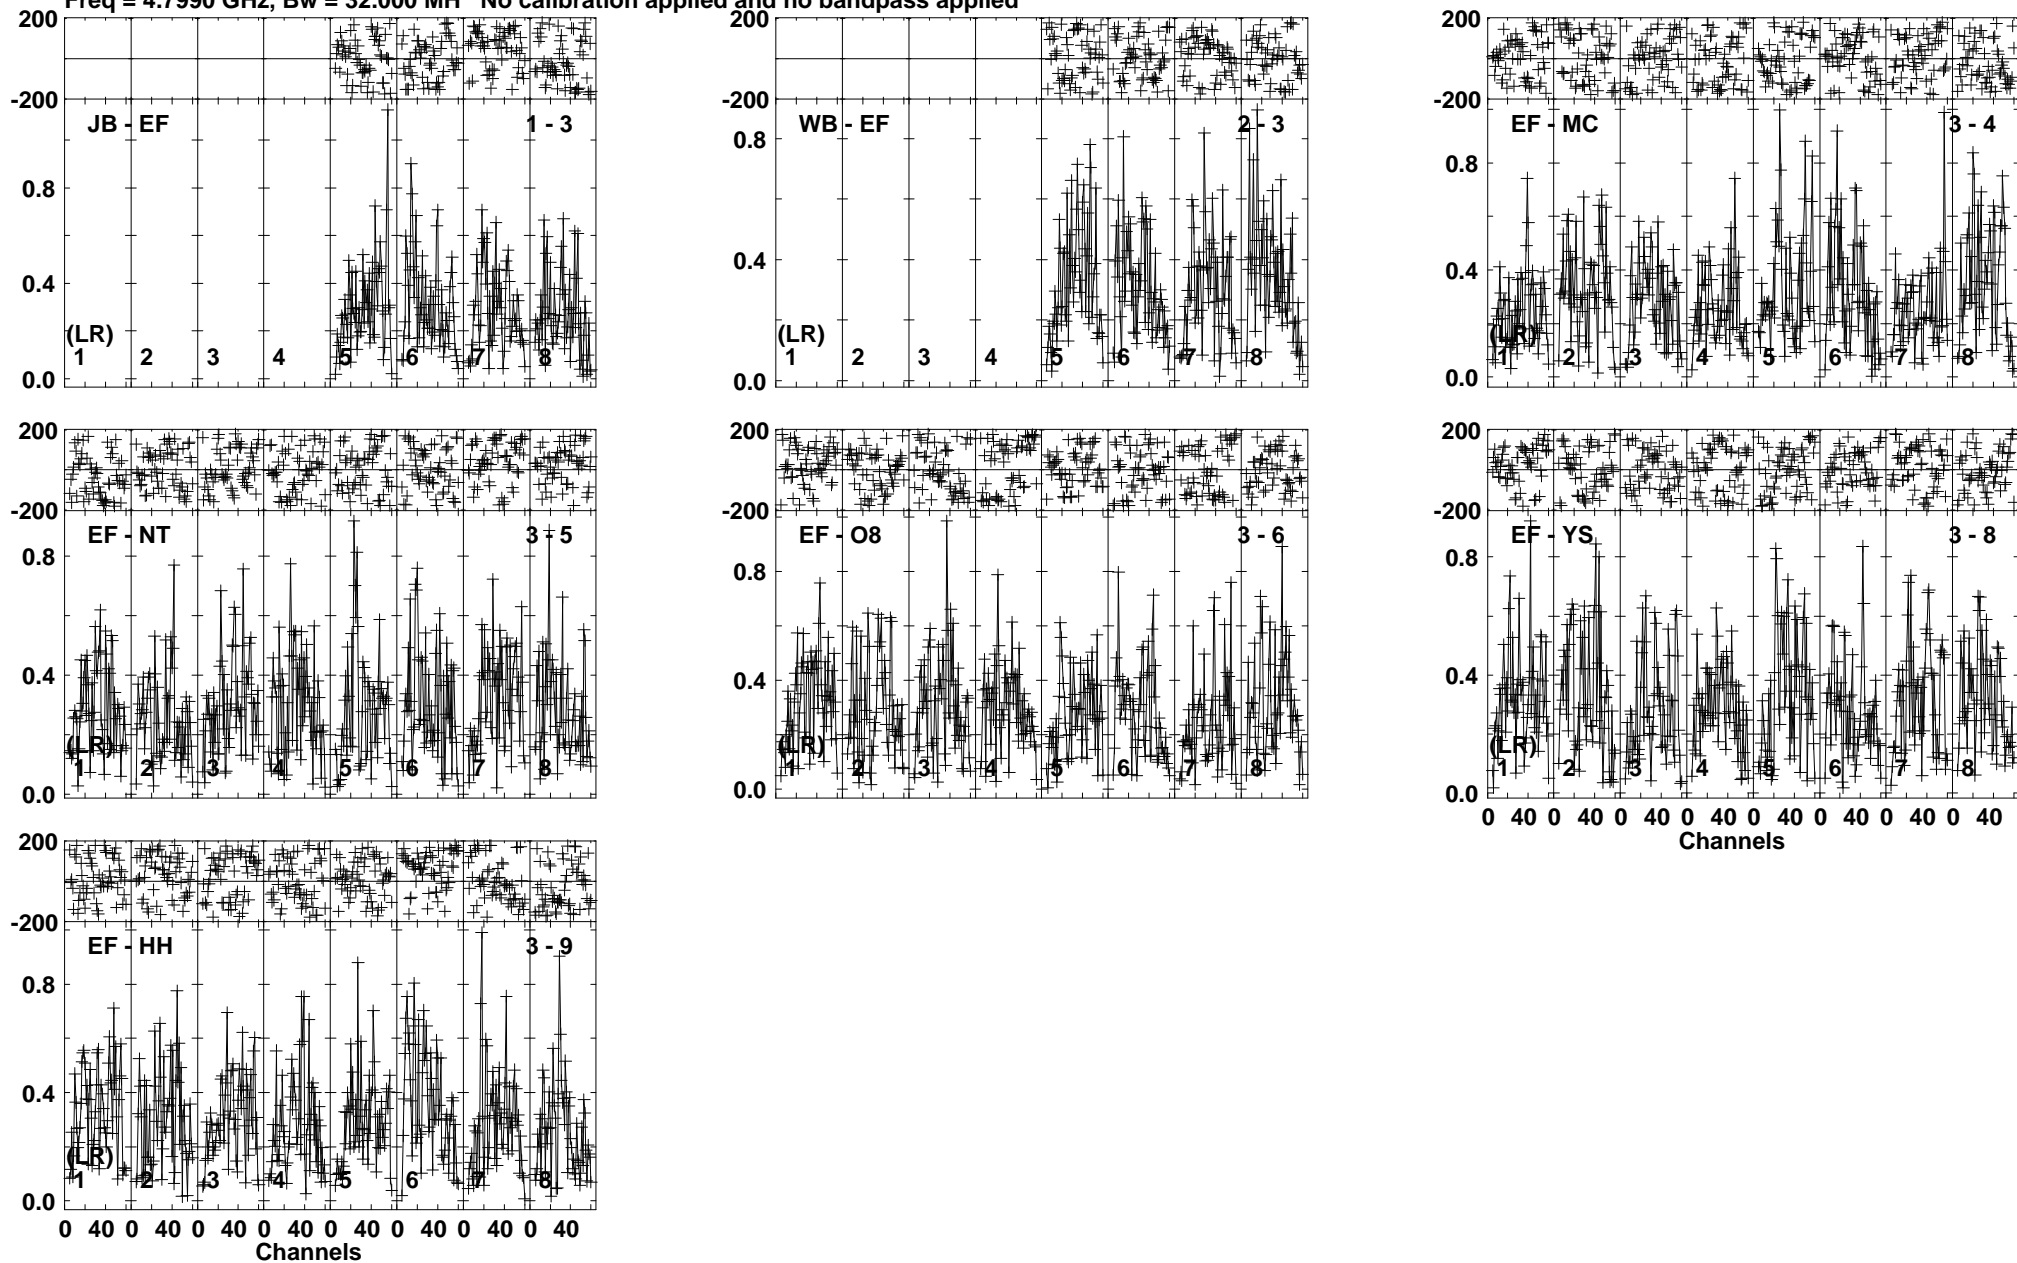 Freq = 4.7990 GHz, Bw = 32.000 MH No calibration applied and no bandpass applied
200 200 200
-200 -200 -200
JB - EF 1 - 3 WB - EF 2 - 3 EF - MC 3 - 4
0.8 0.8 0.8
0.4 0.4 0.4
(LR) (LR) (LR)
1 2 3 4 5 6 7 8 1 2 3 4 5 6 7 8 1 2 3 4 5 6 7 8
0.0 0.0 0.0
200 200 200
-200 -200 -200
EF - NT 3 - 5 EF - O8 3 - 6 EF - YS 3 - 8
0.8 0.8 0.8
0.4 0.4 0.4
(LR) (LR) (LR)
1 2 3 4 5 6 7 8 1 2 3 4 5 6 7 8 1 2 3 4 5 6 7 8
0.0 0.0 0.0
0 40 0 40 0 40 0 40 0 40 0 40 0 40 0 40
Channels
200
-200
EF - HH 3 - 9
0.8
0.4
(LR)
1 2 3 4 5 6 7 8
0.0
0 40 0 40 0 40 0 40 0 40 0 40 0 40 0 40
Channels